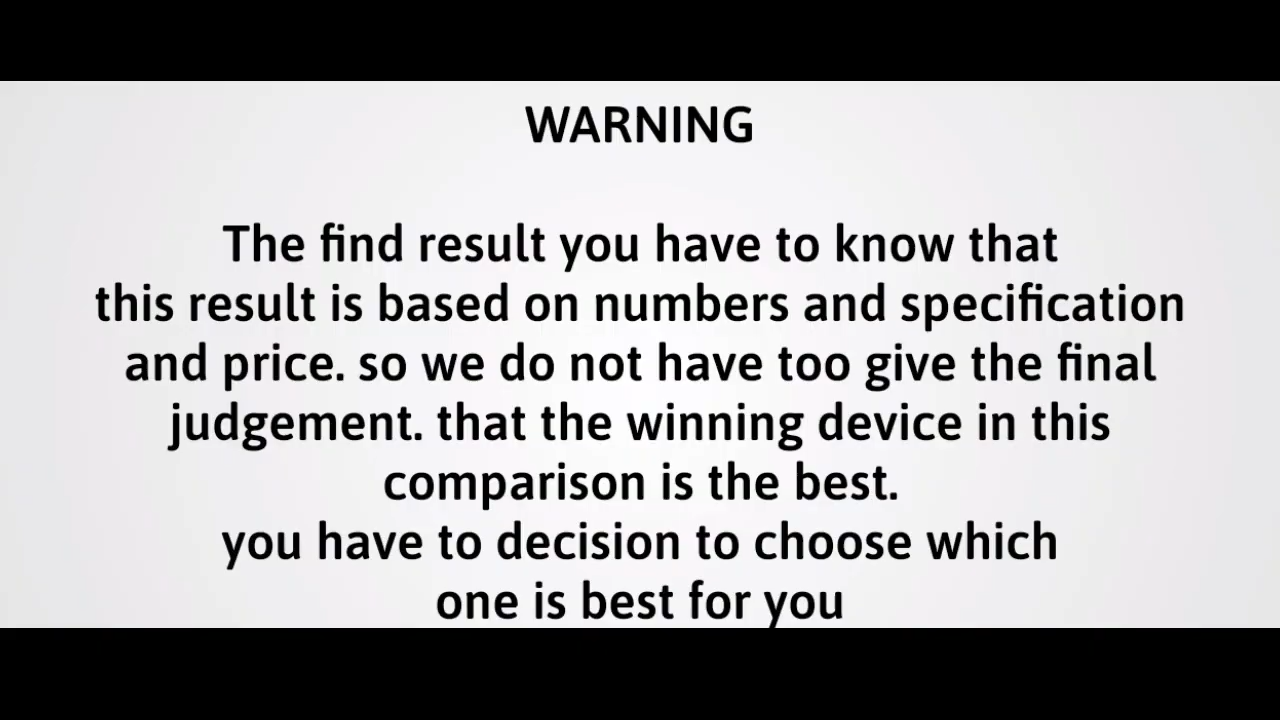 WARNING
The find result you have to know that
this result is based on numbers and specification
and price. so we do not have too give the final
judgement. that the winning device in this
comparison is the best.
you have to decision to choose which
one is best for you